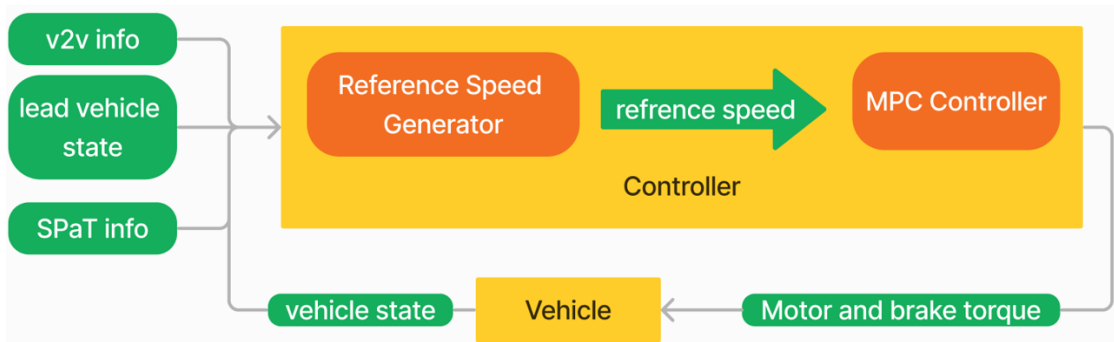 v2v info
lead vehicle
state
SPaT info
Reference Speed
Generator
refrence speed
MPC Controller
Controller
vehicle state
Vehicle
Motor and brake torque